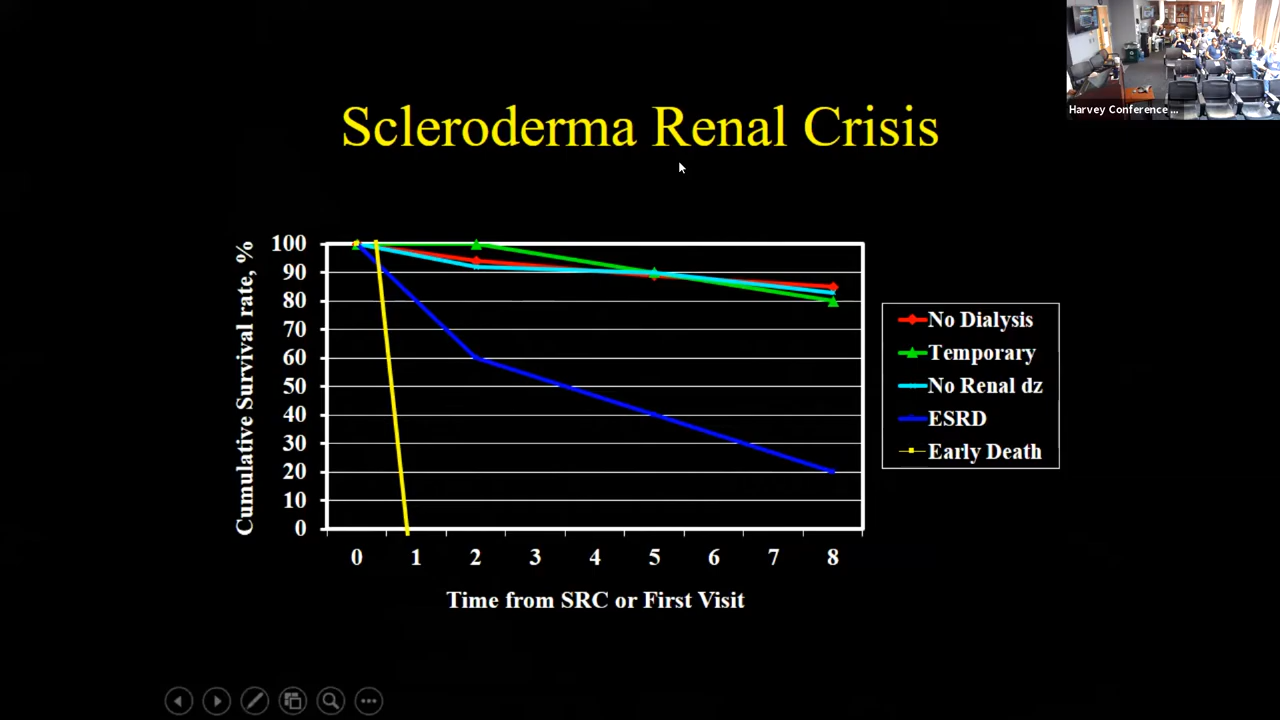 Harvey Conference ...
Scleroderma Renal Crisis
Cumulative Survival rate, %
100
90
80
70
60
50
40
30
20
10
0
0 1 2 3 4 5 6 7 8
Time from SRC or First Visit
No Dialysis
Temporary
No Renal dz
ESRD
Early Death